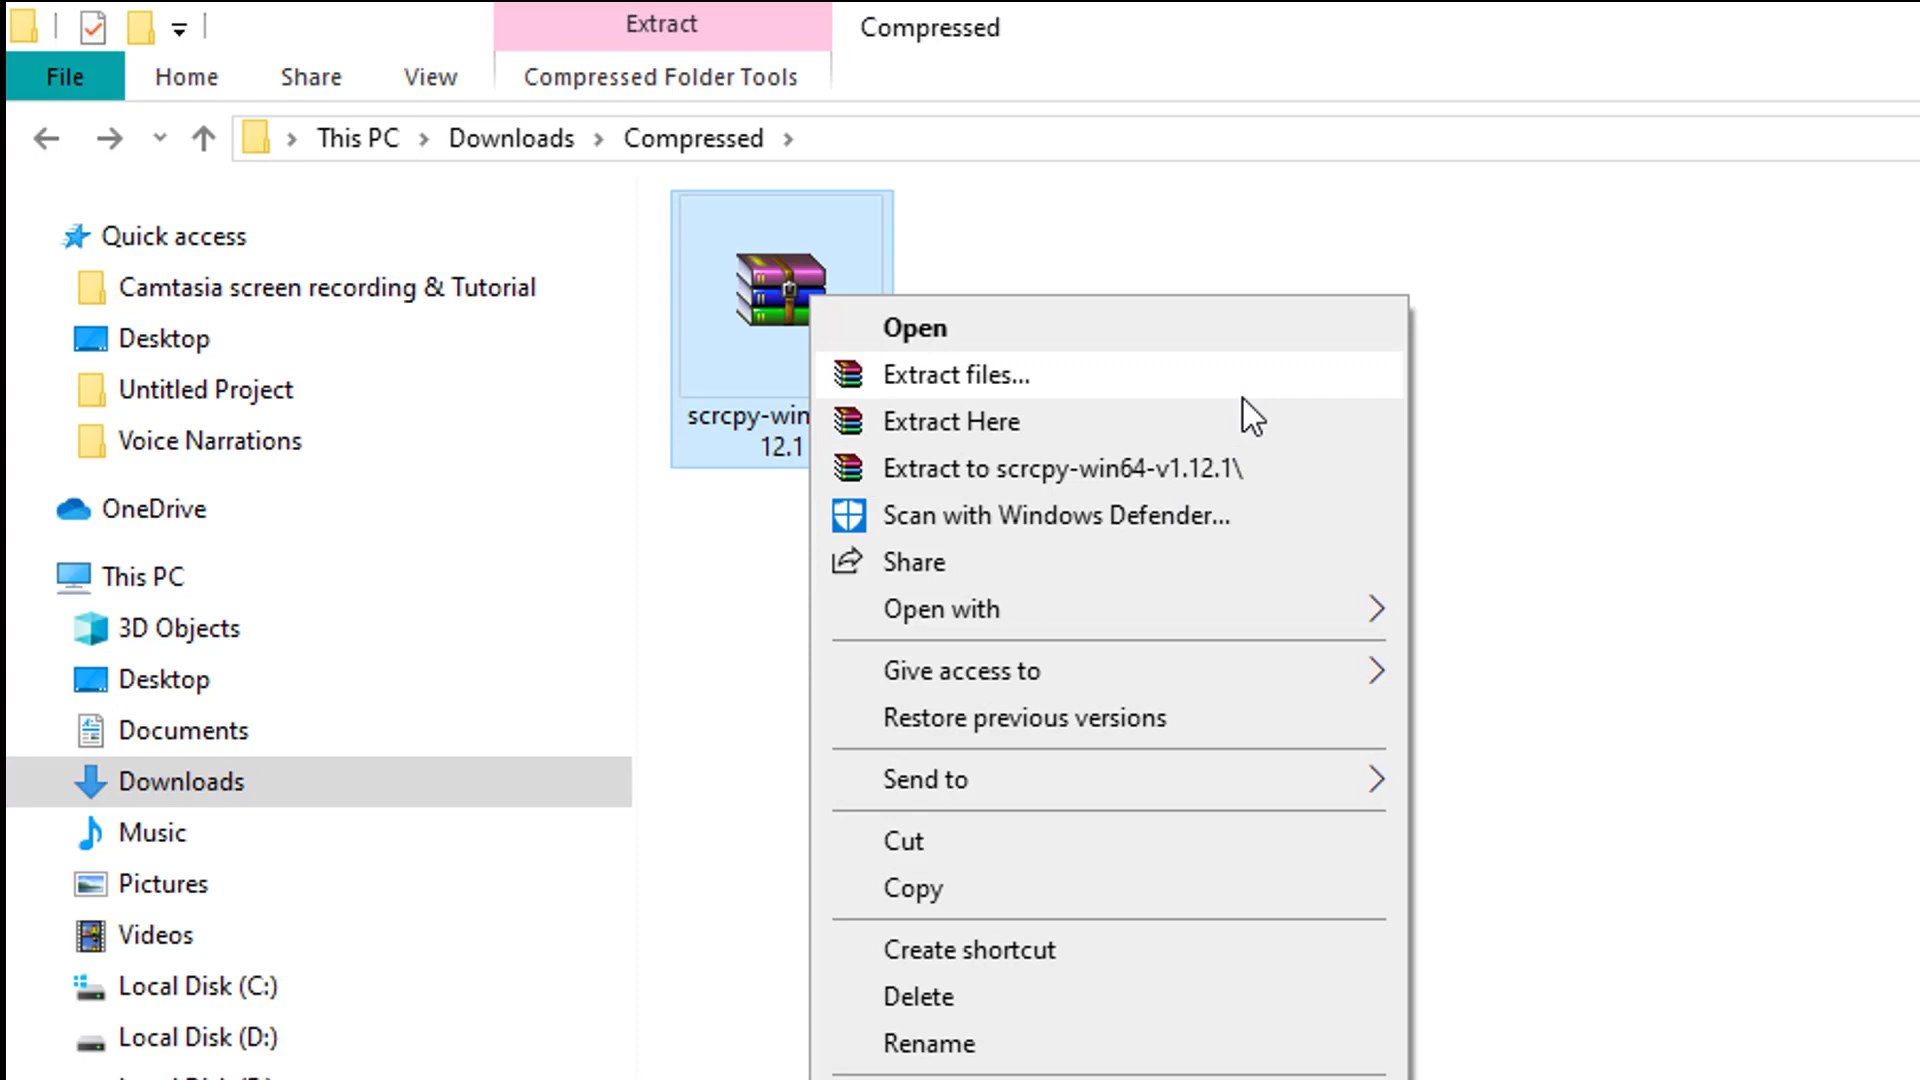 Extract
Compressed
File
Home
Share
View
Compressed Folder Tools
This PC
Downloads
Compressed
Quick access
Camtasia screen recording & Tutorial
Desktop
Untitled Project
Voice Narrations
OneDrive
This PC
3D Objects
Desktop
Documents
Downloads
Music
Pictures
Videos
Local Disk (C:)
Local Disk (D:)
scrcpy-win
12.1
Open
Extract files...
Extract Here
Extract to scrcpy-win64-v1.12.1\
Scan with Windows Defender...
Share
Open with
Give access to
Restore previous versions
Send to
Cut
Copy
Create shortcut
Delete
Rename